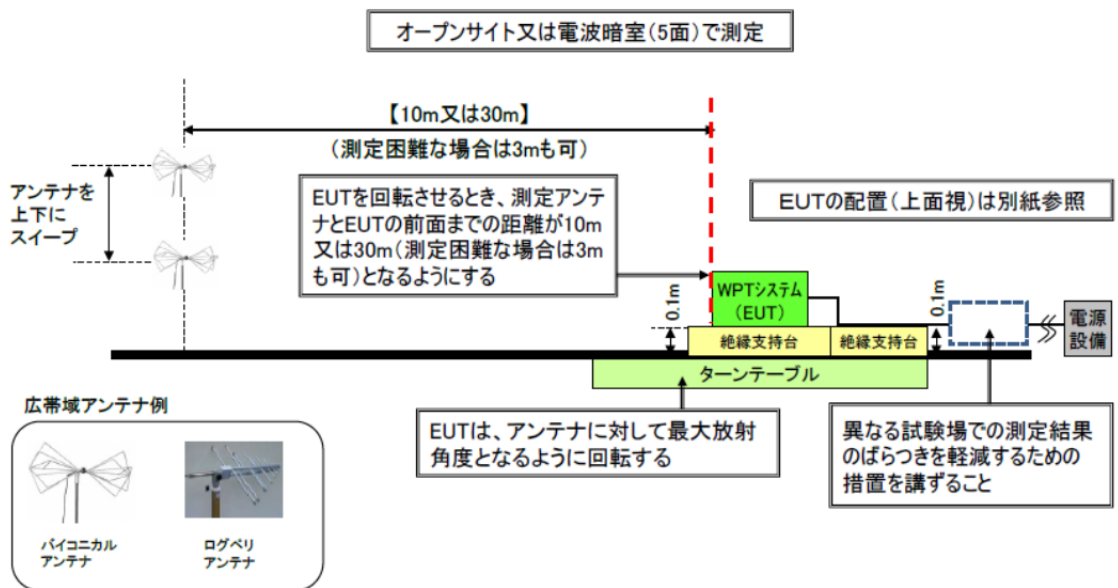 オープンサイト又は電波暗室(5面)で測定
【10m又は30m】
(測定困難な場合は3mも可)
アンテナを
上下に
スイープ
EUTを回転させるとき、測定アン
テナとEUTの前面までの距離が10m
又は30m(測定困難な場合は3m
も可)となるようにする
EUTの配置(上面視)は別紙参照
WPTシステム
(EUT)
0.1m
0.1m
絶縁支持台
絶縁支持台
電源
設備
ターンテーブル
広帯域アンテナ例
バイコニカル
アンテナ
ログペリ
アンテナ
EUTは、アンテナに対して最大放射
角度となるように回転する
異なる試験場での測定結果
のばらつきを軽減するための
措置を講ずること